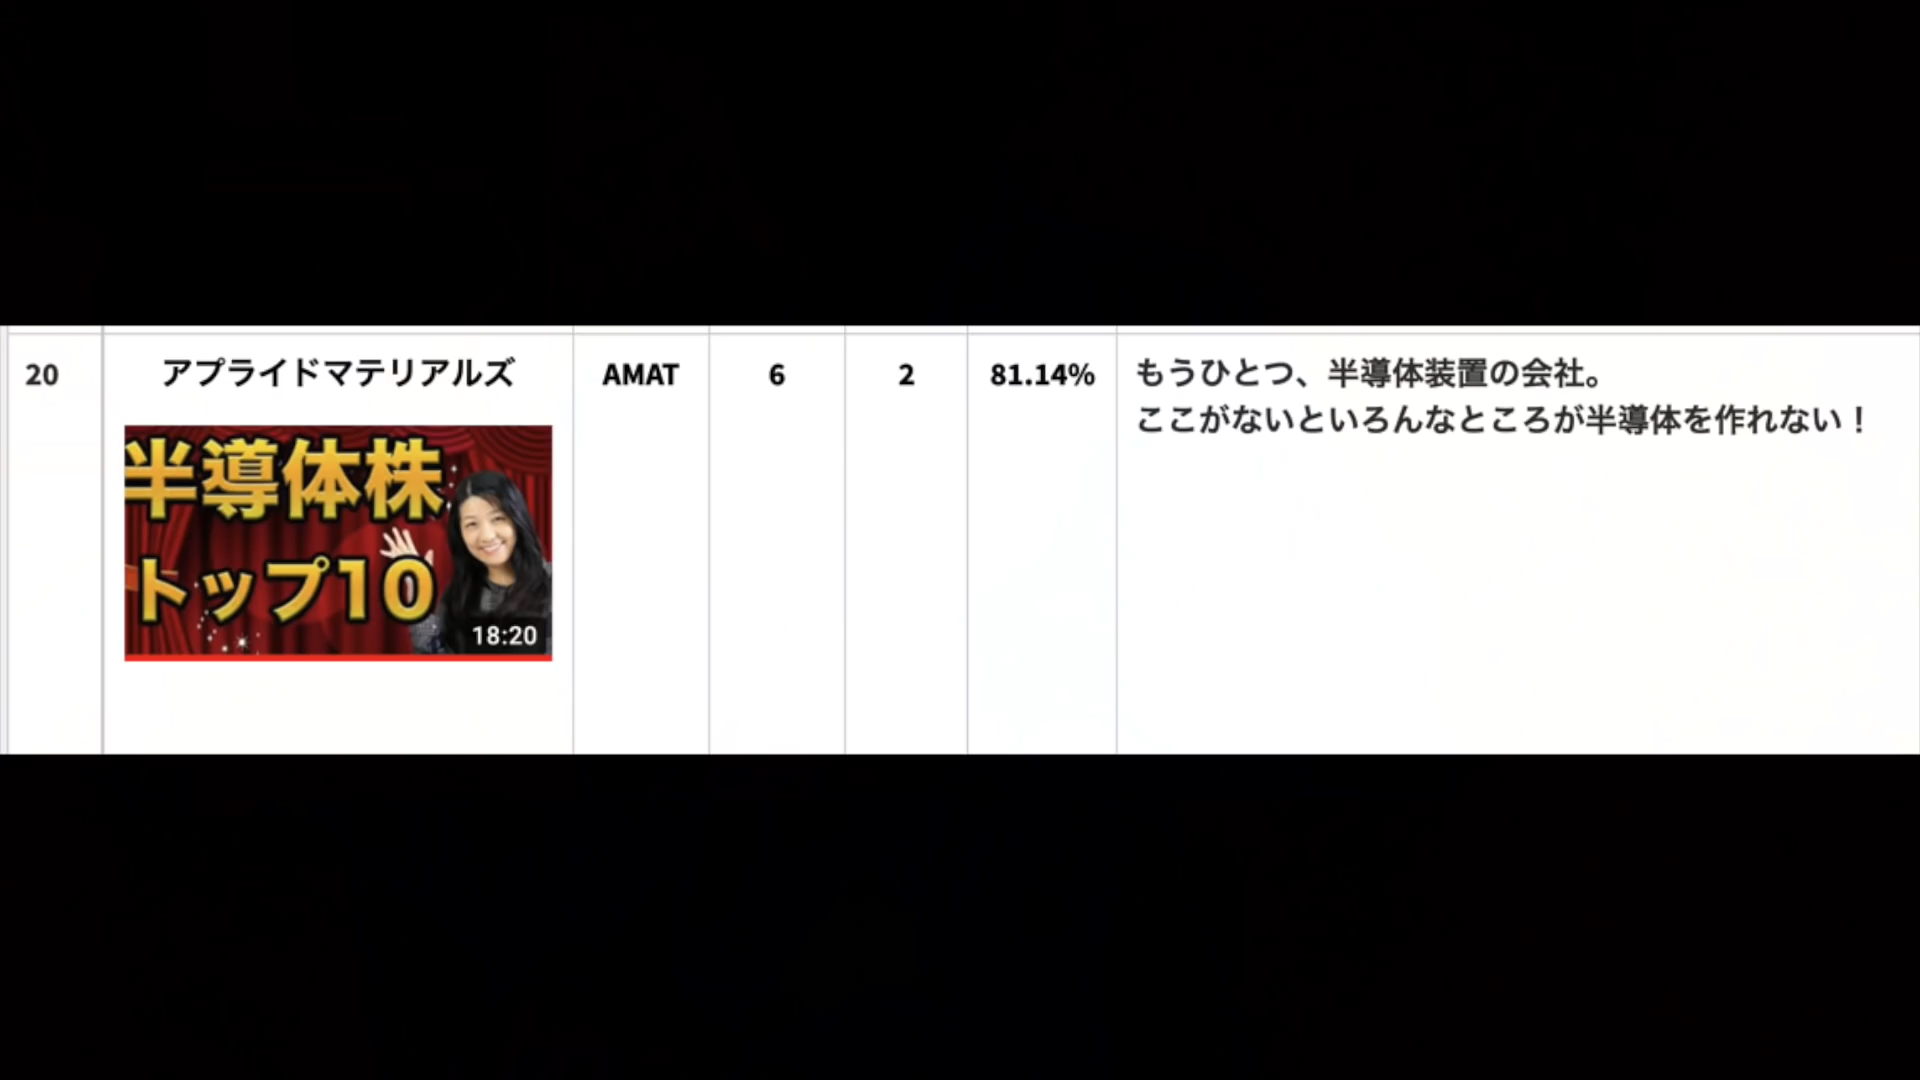 20
アプライドマテリアルズ
AMAT
6
2
81.14%
もうひとつ、半導体装置の会社。
ここがないといろんなところが半導体を作れない！
半導体株
トップ10
18:20